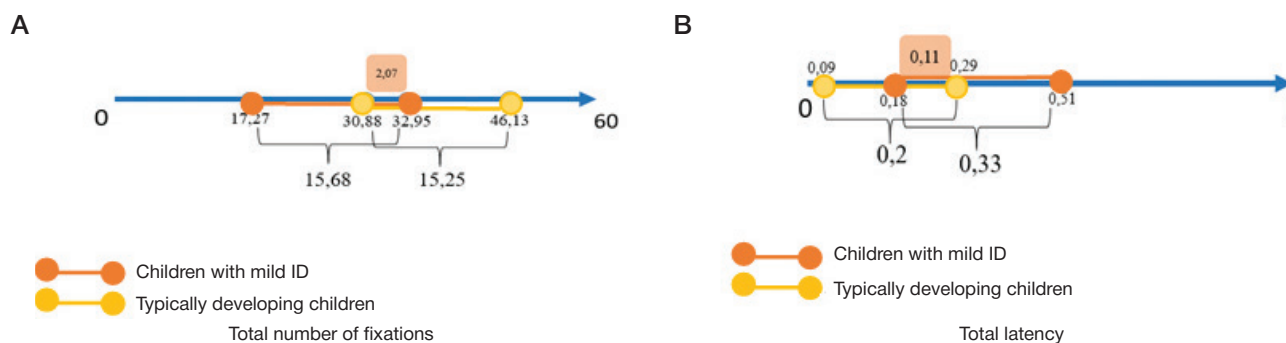 A
2,07
0
17,27
30,88
32,95
46,13
60
15,68
15,25
Children with mild ID
Typically developing children
Total number of fixations
B
0,11
0,09
0,29
0
0,18
0,51
0,2
0,33
Children with mild ID
Typically developing children
Total latency